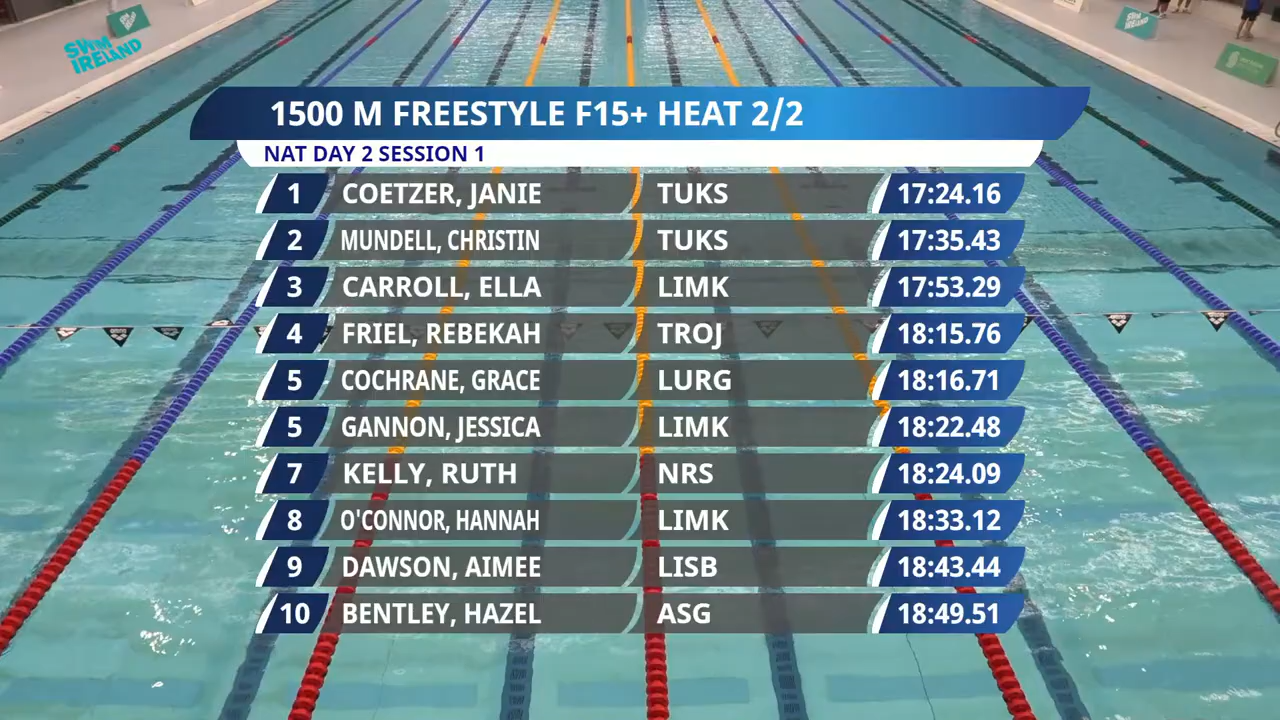 SWIM
IRELAND
1500 M FREESTYLE F15+ HEAT 2/2
NAT DAY 2 SESSION 1
1 COETZER, JANIE TUKS 17:24.16
2 MUNDELL, CHRISTIN TUKS 17:35.43
3 CARROLL, ELLA LIMK 17:53.29
4 FRIEL, REBEKAH TROJ 18:15.76
5 COCHRANE, GRACE LURG 18:16.71
5 GANNON, JESSICA LIMK 18:22.48
7 KELLY, RUTH NRS 18:24.09
8 O'CONNOR, HANNAH LIMK 18:33.12
9 DAWSON, AIMEE LISB 18:43.44
10 BENTLEY, HAZEL ASG 18:49.51